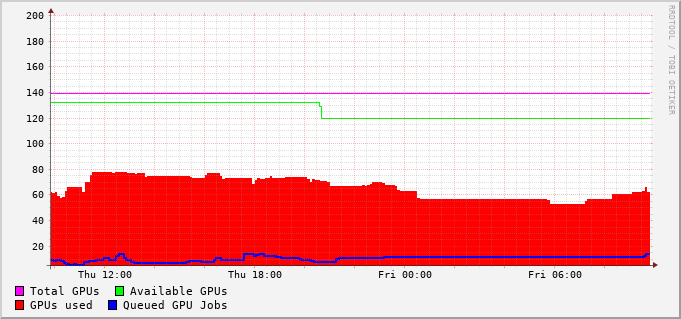 200
180
160
140
120
100
80
60
40
20
Thu 12:00 Thu 18:00 Fri 00:00 Fri 06:00
Total GPUs Available GPUs
GPUs used Queued GPU Jobs
RRDTOOL / TOBI OETIKER